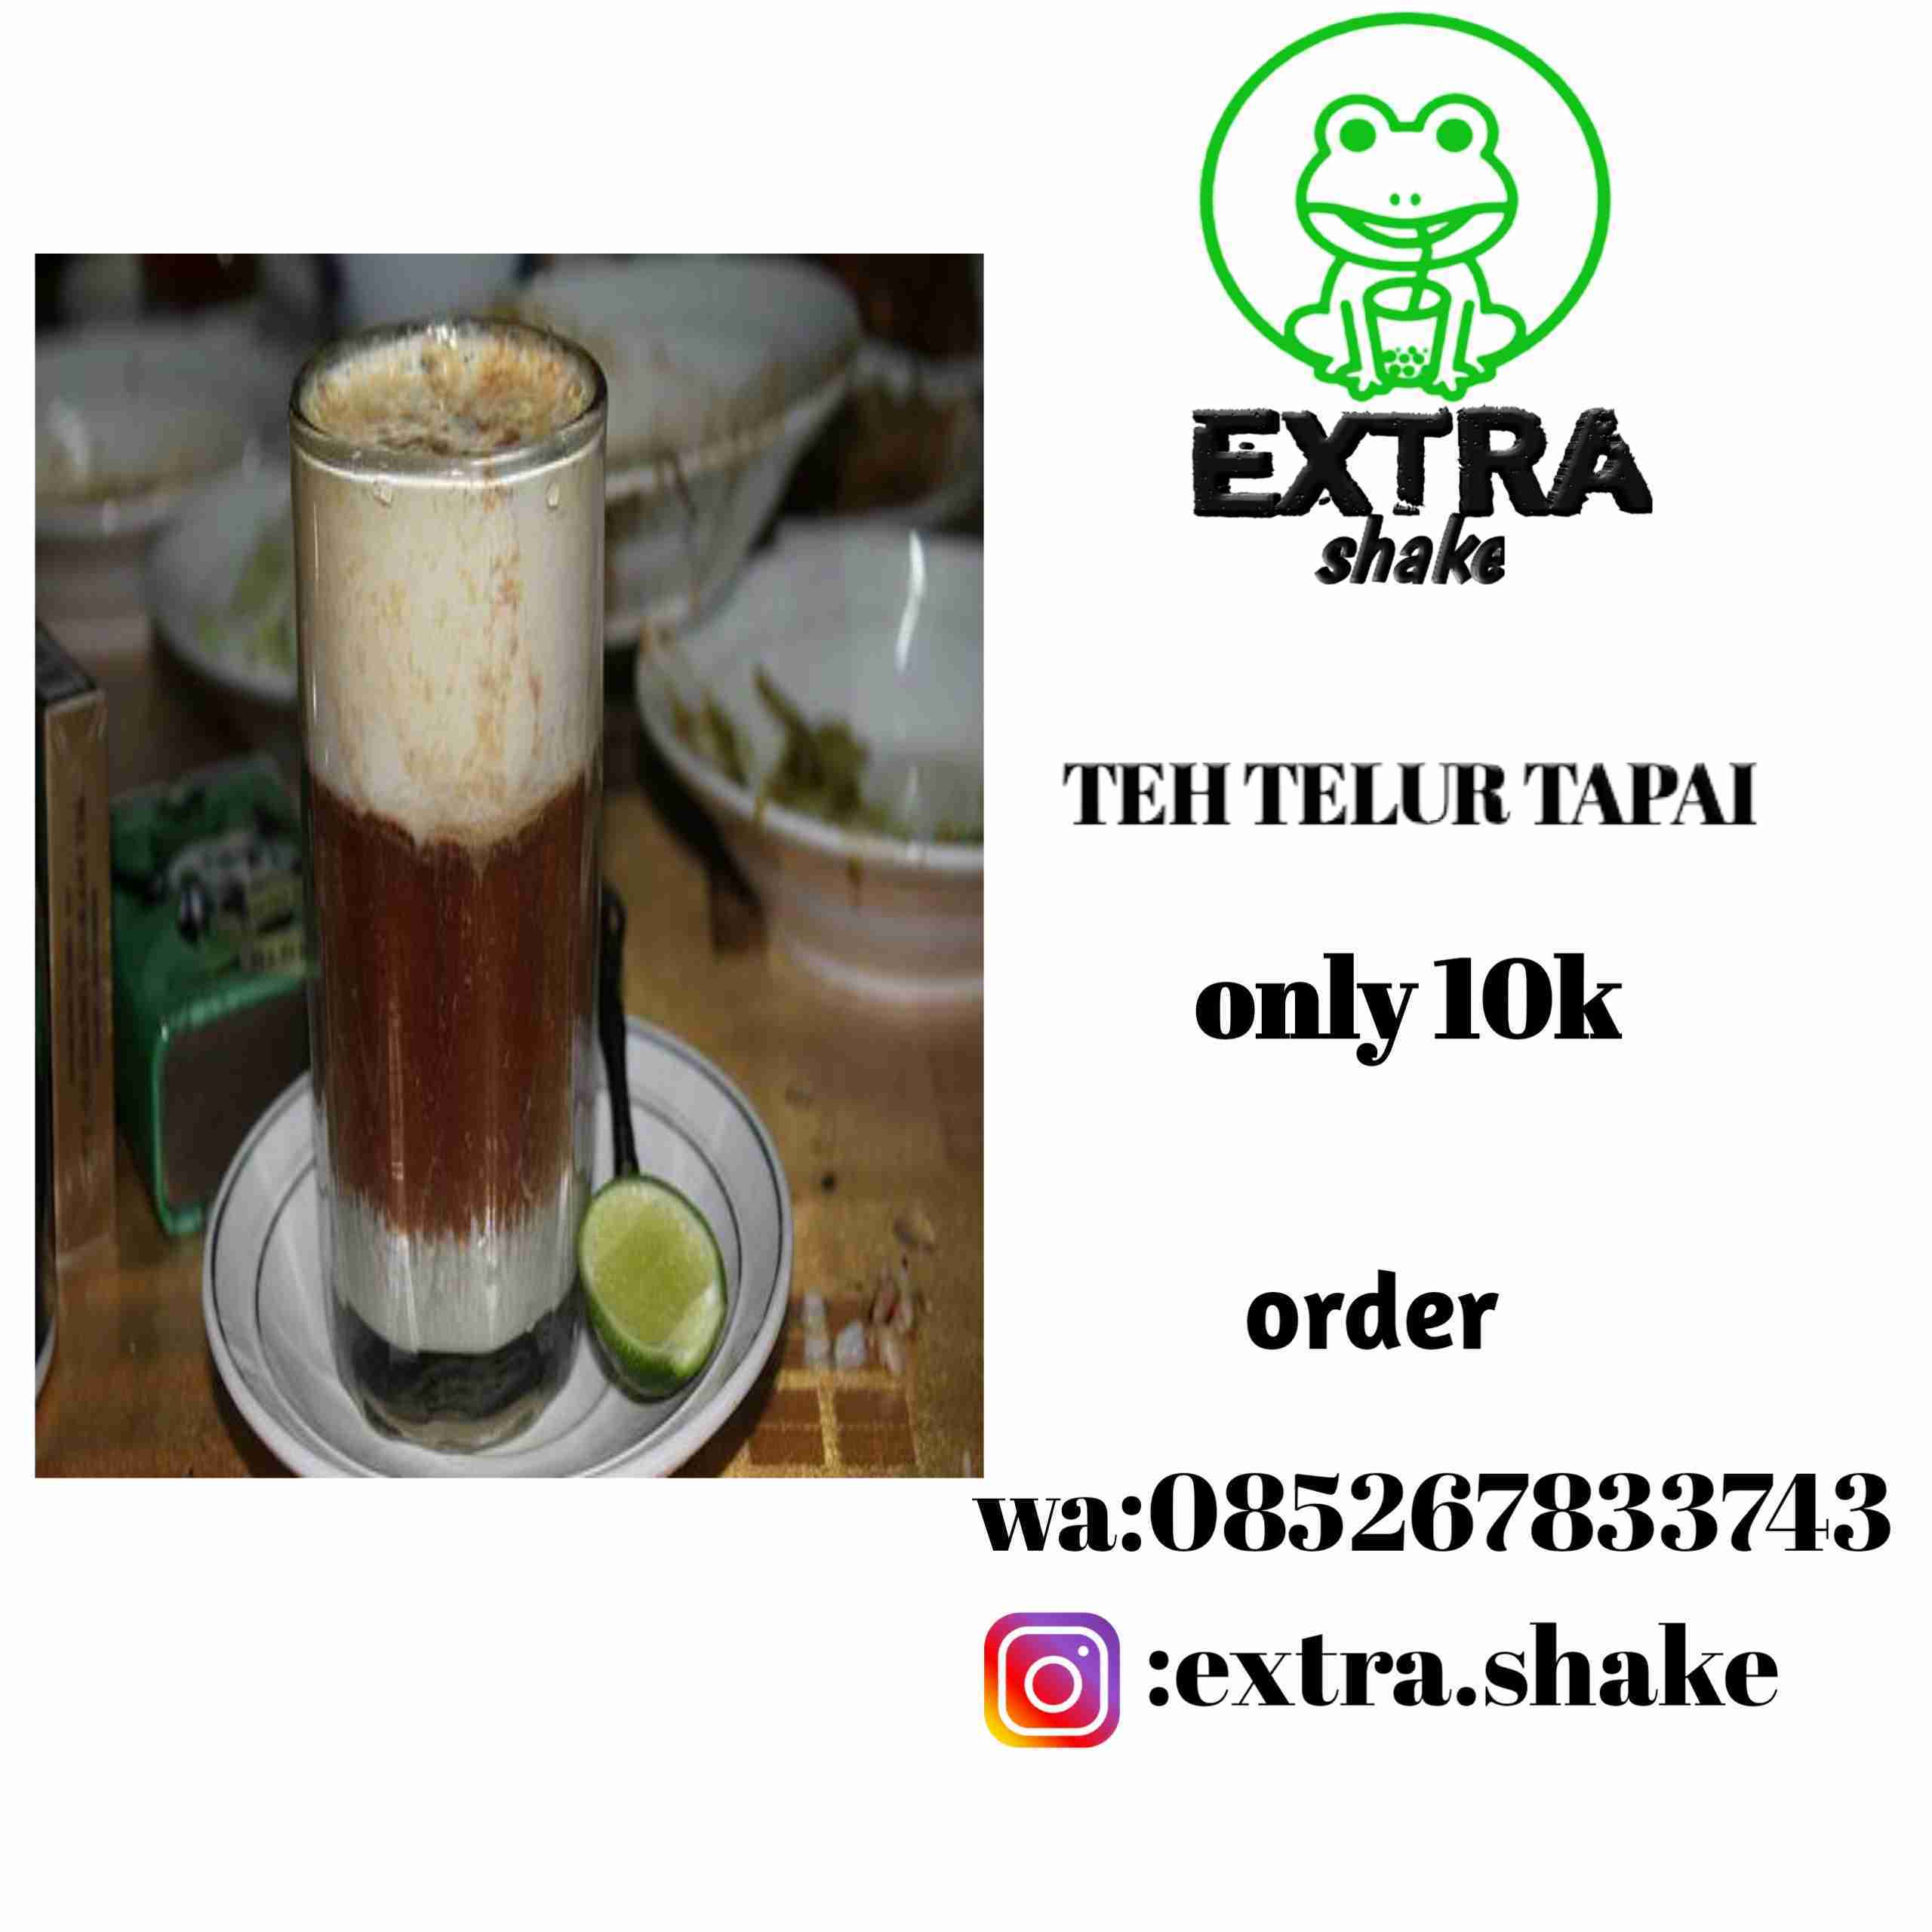 EXTRA
shake
TEH TELUR TAPAI
only 10k
order
wa:085267833743
:extra.shake